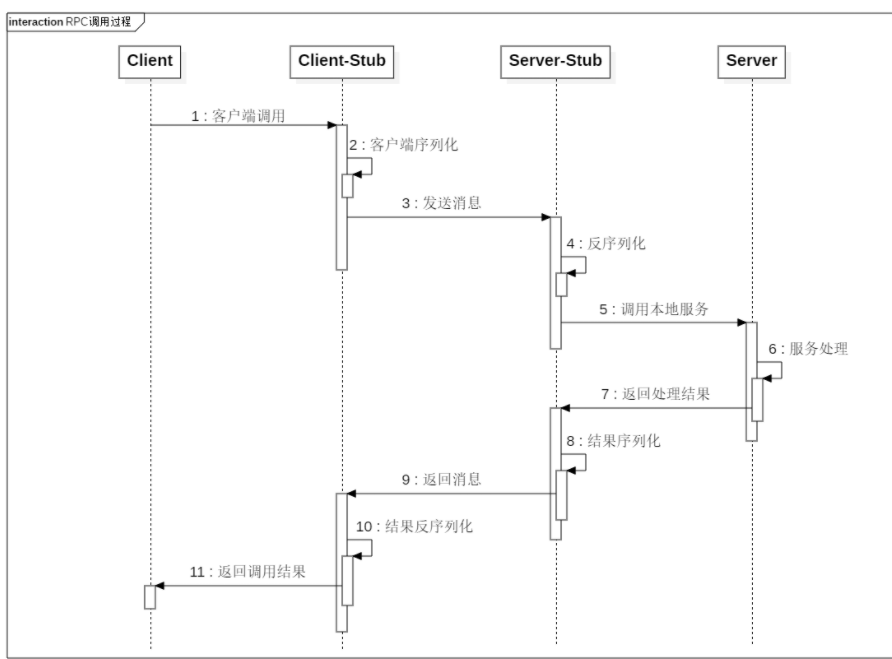 interaction RPC调用过程
Client
Client-Stub
Server-Stub
Server
1 : 客户端调用
2 : 客户端序列化
3 : 发送消息
4 : 反序列化
5 : 调用本地服务
6 : 服务处理
7 : 返回处理结果
8 : 结果序列化
9 : 返回消息
10 : 结果反序列化
11 : 返回调用结果